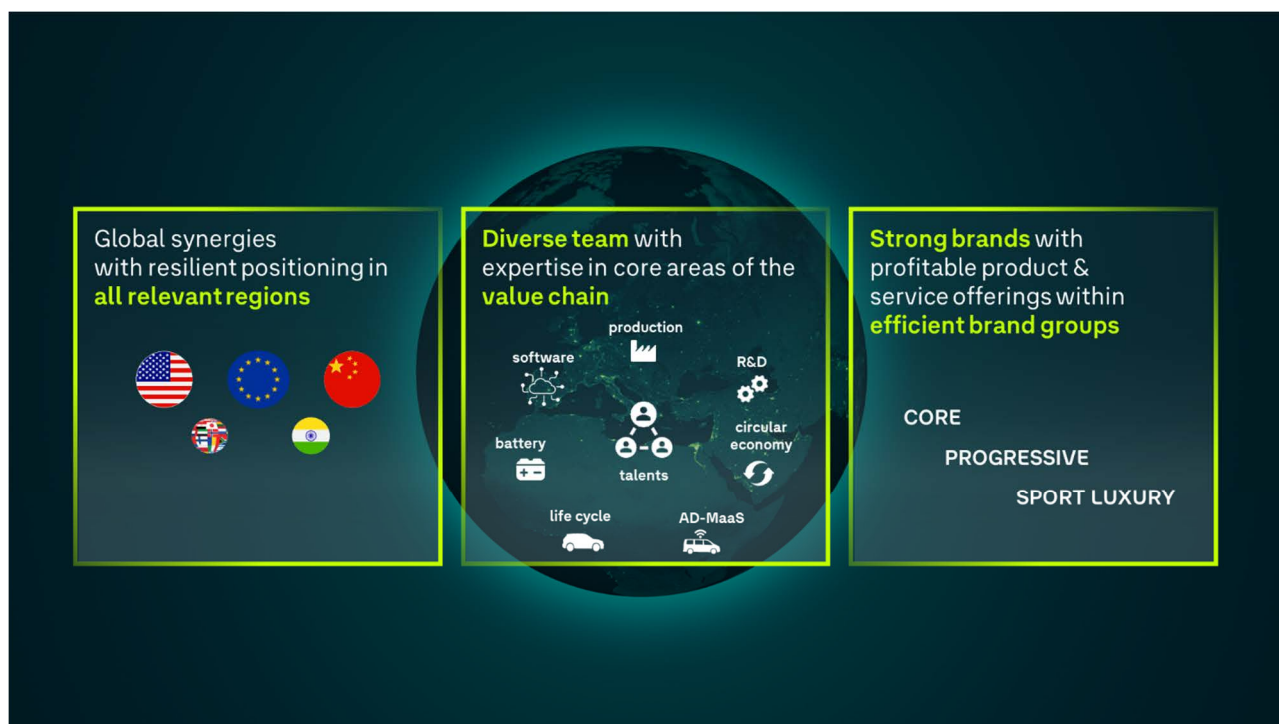 Global synergies
with resilient positioning in
all relevant regions
Diverse team with
expertise in core areas of the
value chain
production
software
R&D
battery
circular
economy
talents
life cycle
AD-MaaS
Strong brands with
profitable product &
service offerings within
efficient brand groups
CORE
PROGRESSIVE
SPORT LUXURY